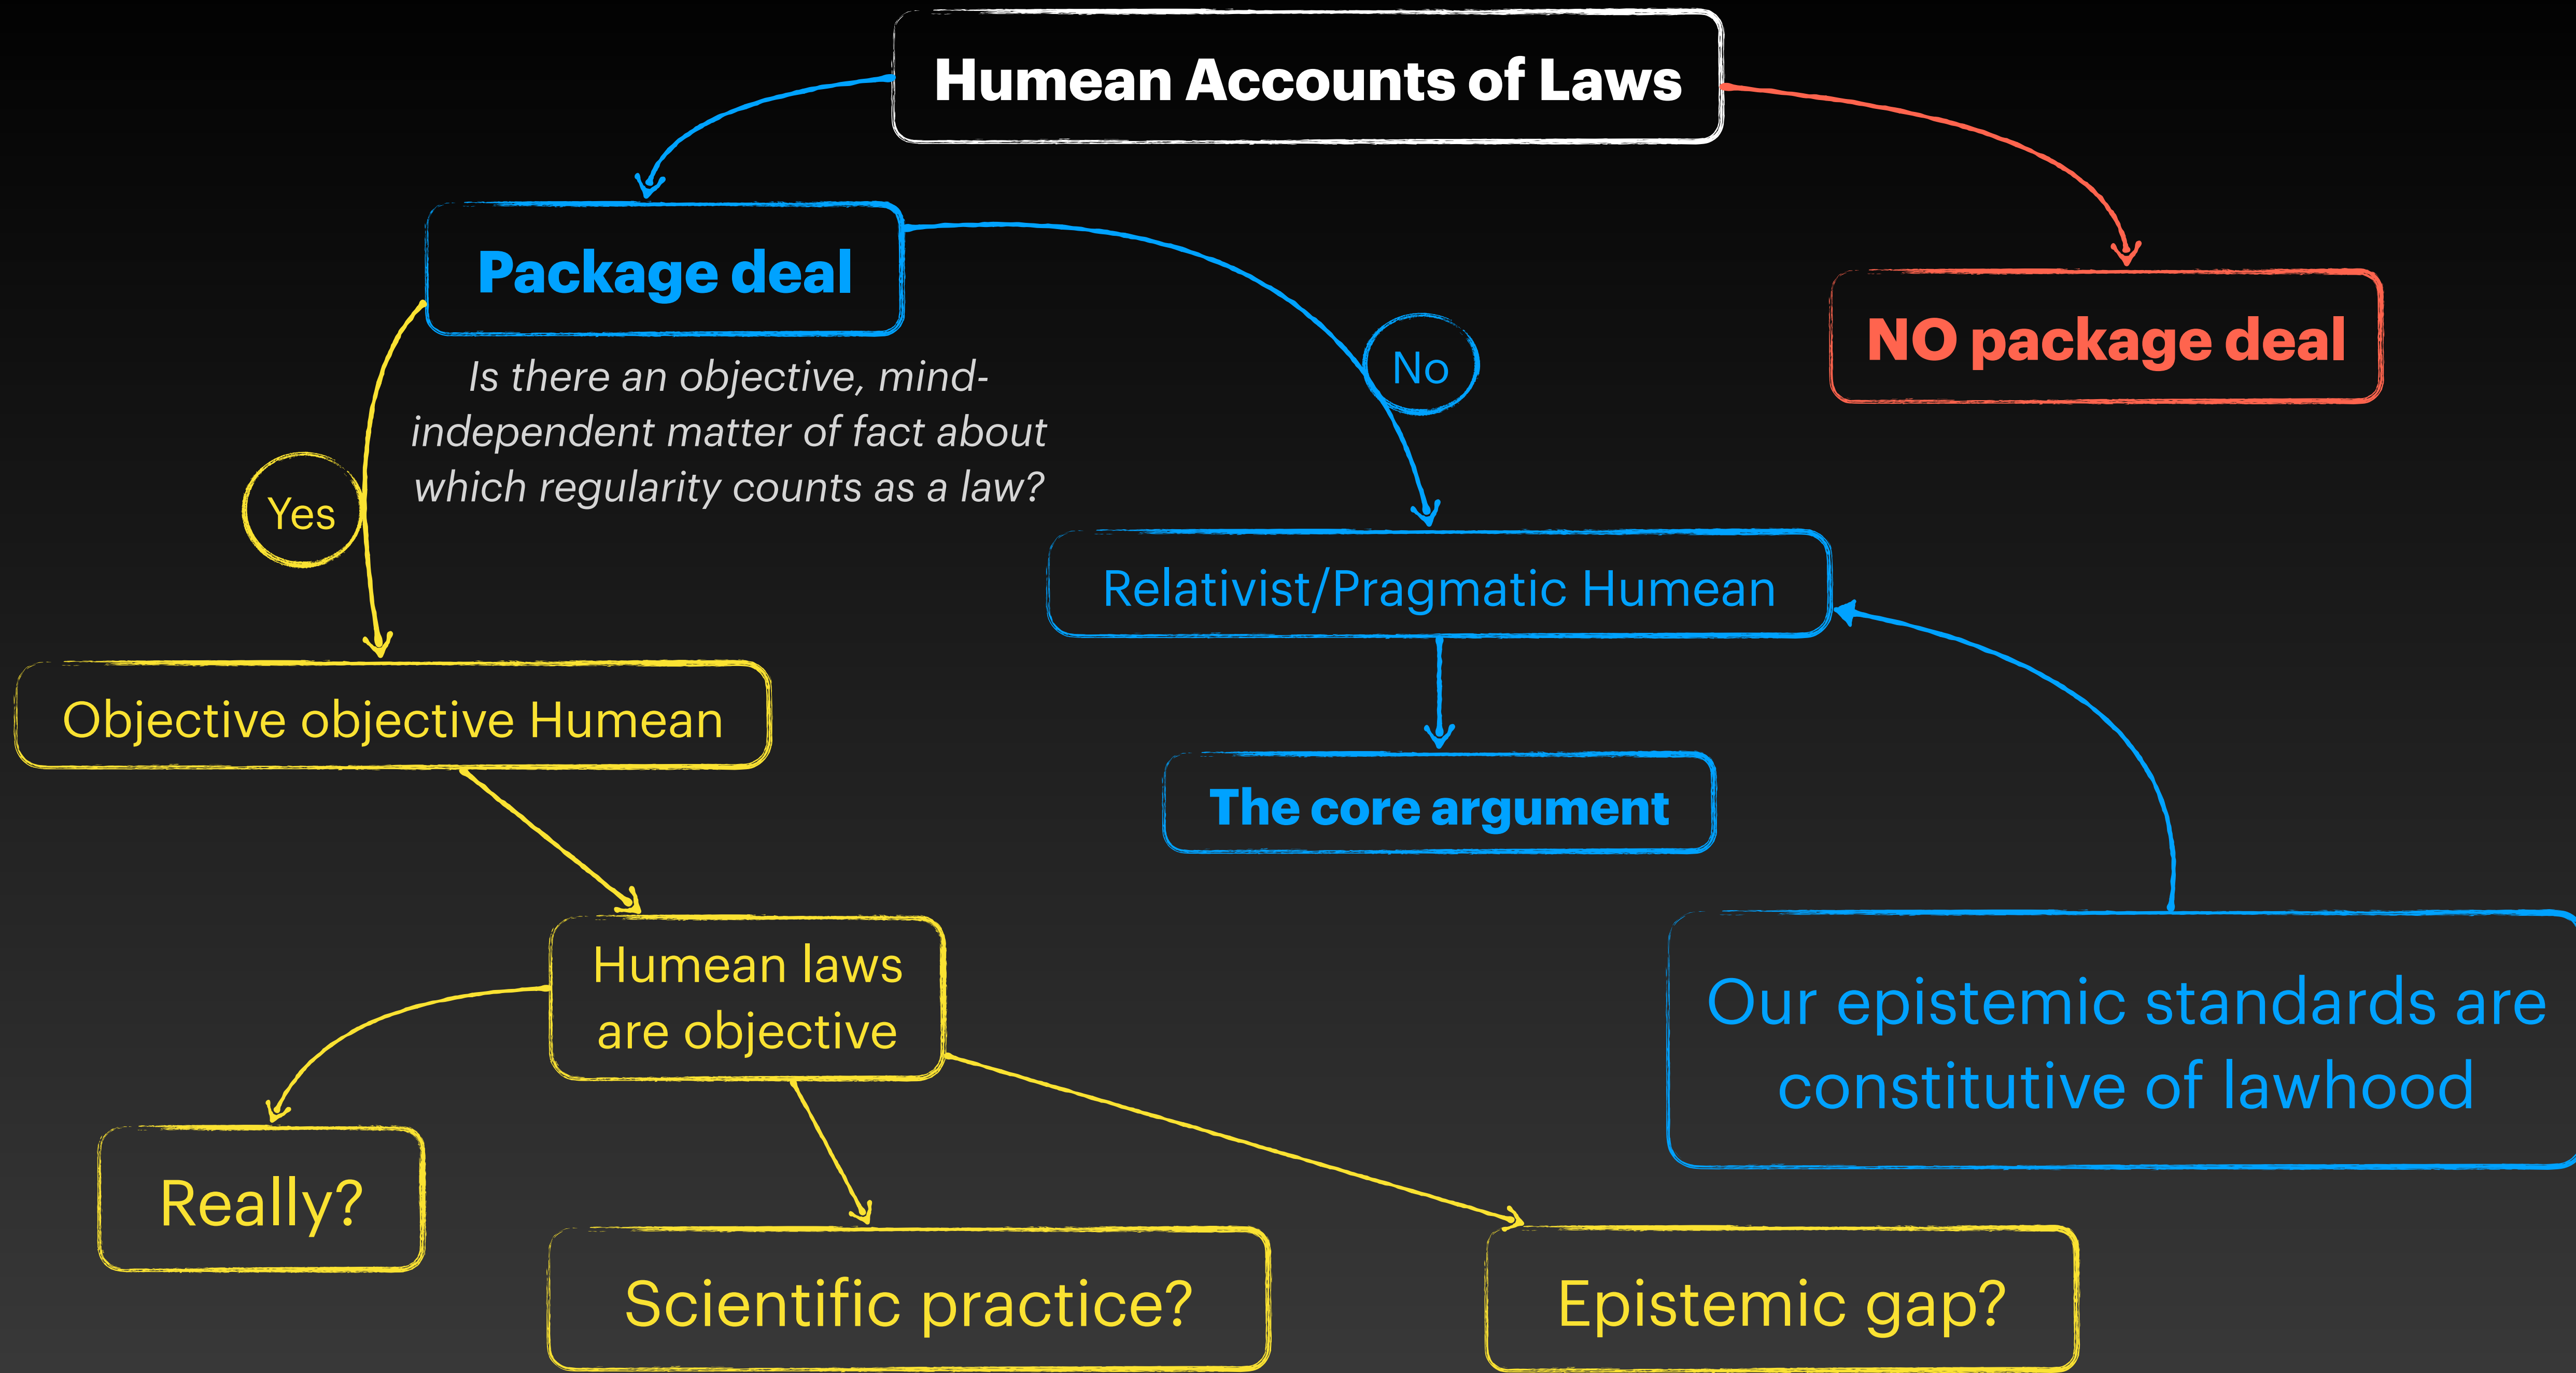 Humean Accounts of Laws
Package deal
NO package deal
Is there an objective, mind-
independent matter of fact about
which regularity counts as a law?
No
Yes
Relativist/Pragmatic Humean
Objective objective Humean
The core argument
Humean laws
are objective
Our epistemic standards are
constitutive of lawhood
Really?
Scientific practice?
Epistemic gap?